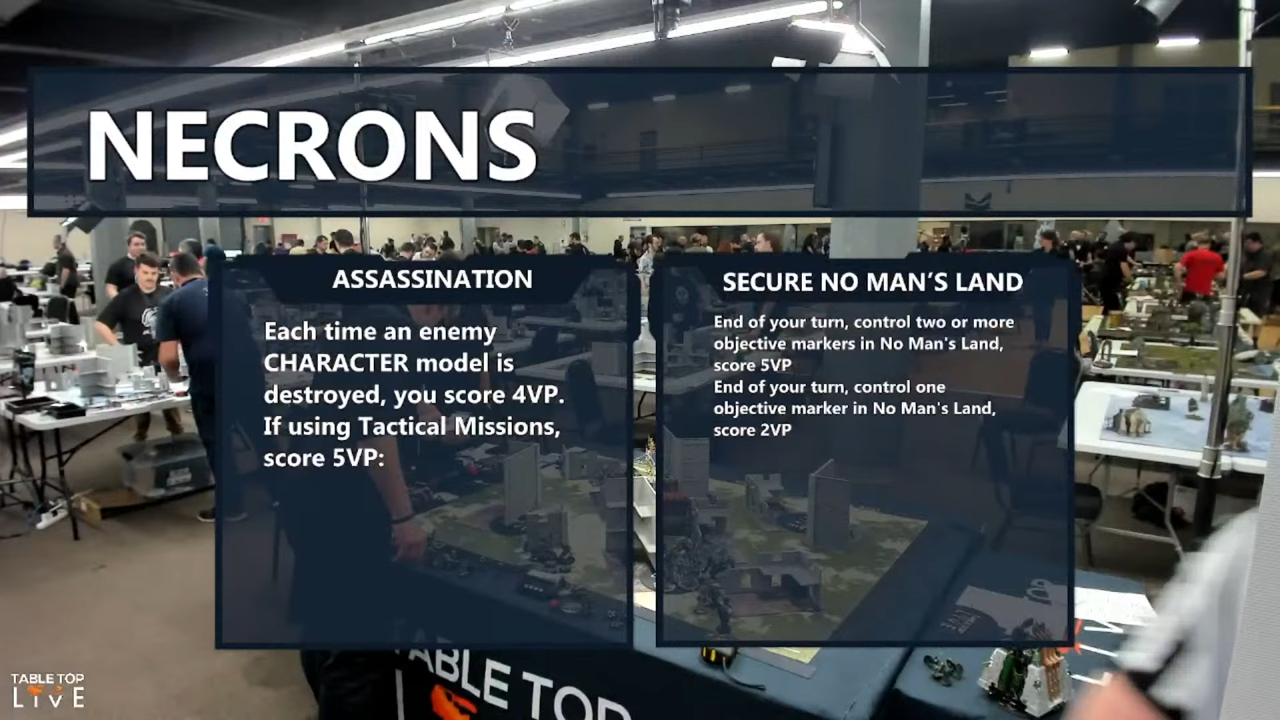 NECRONS
ASSASSINATION
Each time an enemy
CHARACTER model is
destroyed, you score 4VP.
If using Tactical Missions,
score 5VP:
SECURE NO MAN'S LAND
End of your turn, control two or more
objective markers in No Man's Land,
score 5VP
End of your turn, control one
objective marker in No Man's Land,
score 2VP
TABLE TOP
LIVE
ABLE TOP